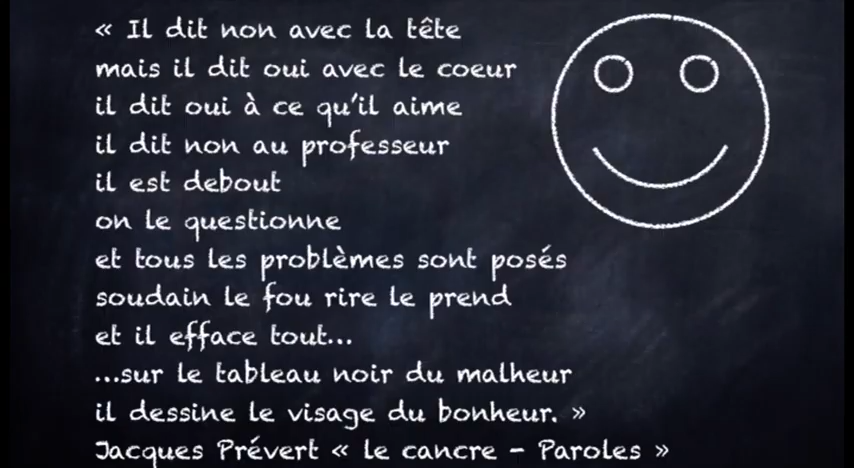 « Il dit non avec la tête
mais il dit oui avec le coeur
il dit oui à ce qu'il aime
il dit non au professeur
il est debout
on le questionne
et tous les problèmes sont posés
soudain le fou rire le prend
et il efface tout...
...sur le tableau noir du malheur
il dessine le visage du bonheur. »
Jacques Prévert « le cancre – Paroles »